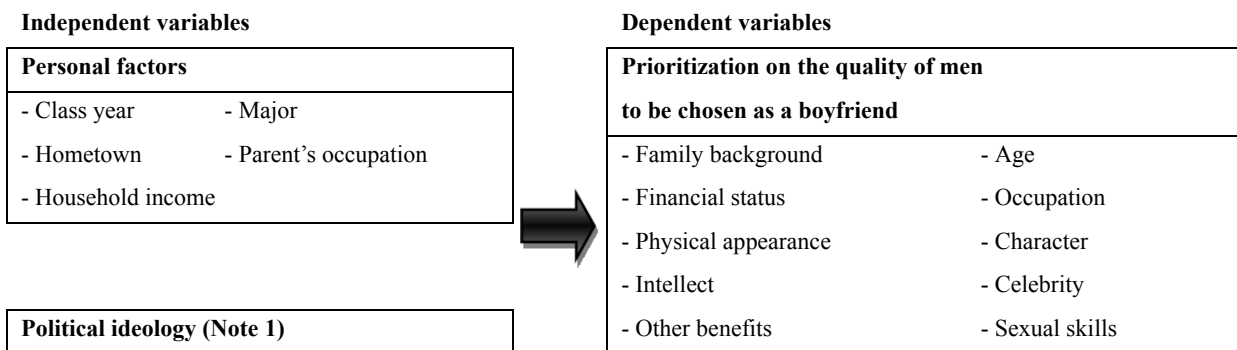 Independent variables
Personal factors
- Class year - Major
- Hometown - Parent's occupation
- Household income
Political ideology (Note 1)
Dependent variables
Prioritization on the quality of men
to be chosen as a boyfriend
- Family background - Age
- Financial status - Occupation
- Physical appearance - Character
- Intellect - Celebrity
- Other benefits - Sexual skills